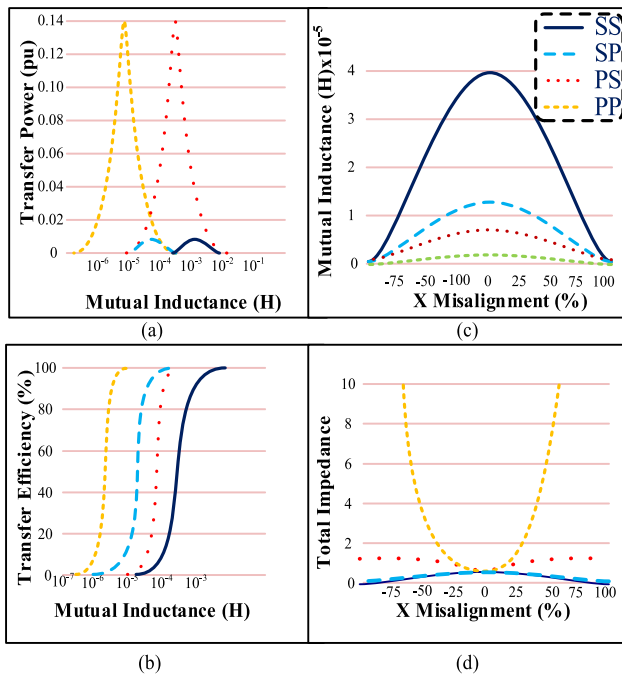 0.14
0.12
0.10
0.08
0.06
0.04
0.02
0
Transfer Power (pu)
10-6 10-5 10-4 10-3 10-2 10-1
Mutual Inductance (H)
(a)
SS
SP
PS
PP
4
3
2
1
0
Mutual Inductance (H)x10-5
-75 -50 -100 0 25 50 75 100
X Misalignment (%)
(c)
100
80
60
40
20
0
Transfer Efficiency (%)
10-7 10-6 10-5 10-4 10-3
Mutual Inductance (H)
(b)
10
8
6
4
2
0
Total Impedance
-75 -50 -25 0 25 50 75 100
X Misalignment (%)
(d)